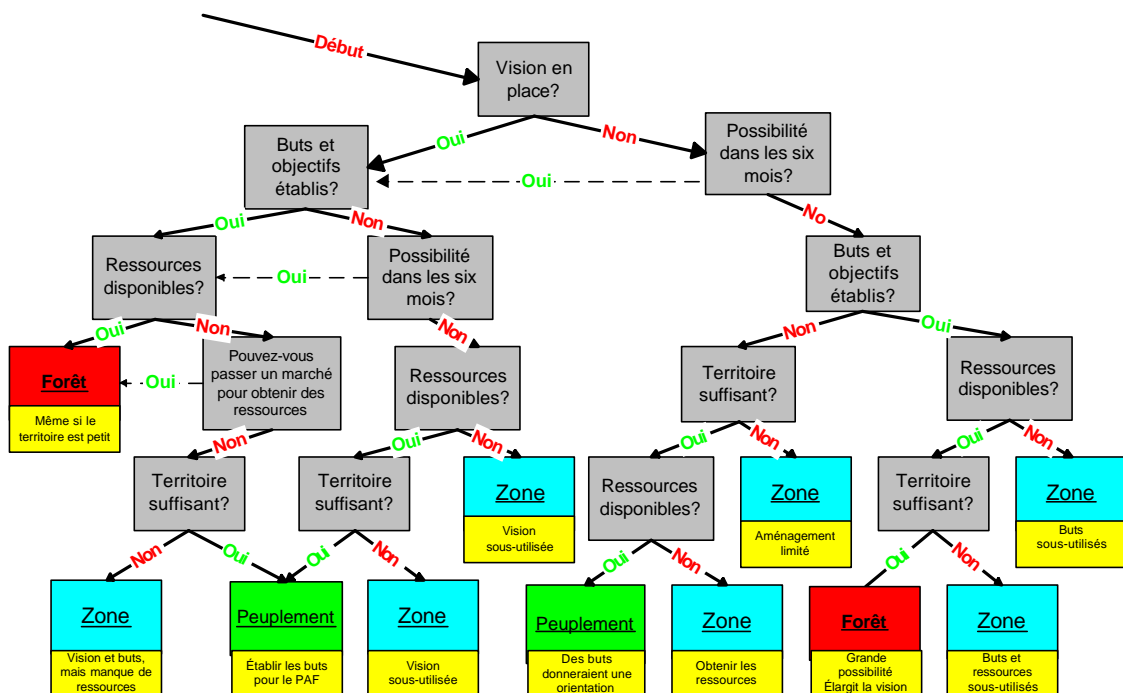 Début
Vision en
place?
Oui
Non
Buts et
objectifs
établis?
Possibilité
dans les six
mois?
Oui
Oui
Non
No
Ressources
disponibles?
Possibilité
dans les six
mois?
Buts et
objectifs
établis?
Oui
Oui
Non
Non
Non
Oui
Forêt
Même si le
territoire est petit
Oui
Pouvez-vous
passer un marché
pour obtenir des
ressources
Ressources
disponibles?
Territoire
suffisant?
Ressources
disponibles?
Non
Oui
Non
Oui
Non
Oui
Non
Territoire
suffisant?
Territoire
suffisant?
Zone
Vision
sous-utilisée
Ressources
disponibles?
Zone
Aménagement
limité
Territoire
suffisant?
Zone
Buts
sous-utilisés
Non
Oui
Oui
Non
Oui
Non
Oui
Non
Zone
Vision et buts,
mais manque de
ressources
Peuplement
Établir les buts
pour le PAF
Zone
Vision
sous-utilisée
Peuplement
Des buts
donneraient une
orientation
Zone
Obtenir les
ressources
Forêt
Grande
possibilité
Élargit la vision
Zone
Buts et
ressources
sous-utilisés